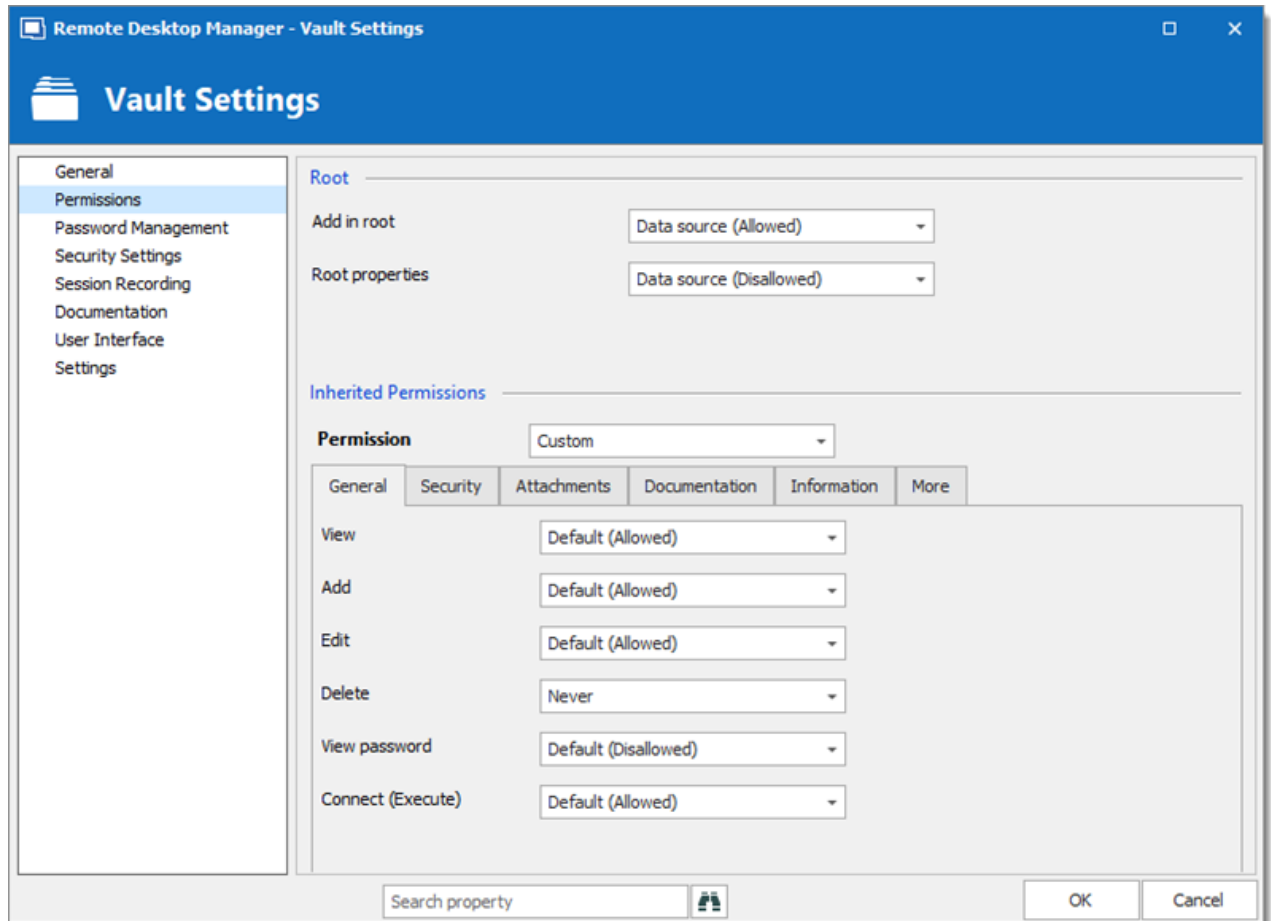 Remote Desktop Manager - Vault Settings
Vault Settings
General
Permissions
Password Management
Security Settings
Session Recording
Documentation
User Interface
Settings
Root
Add in root Data source (Allowed)
Root properties Data source (Disallowed)
Inherited Permissions
Permission Custom
General Security Attachments Documentation Information More
View Default (Allowed)
Add Default (Allowed)
Edit Default (Allowed)
Delete Never
View password Default (Disallowed)
Connect (Execute) Default (Allowed)
Search property OK Cancel